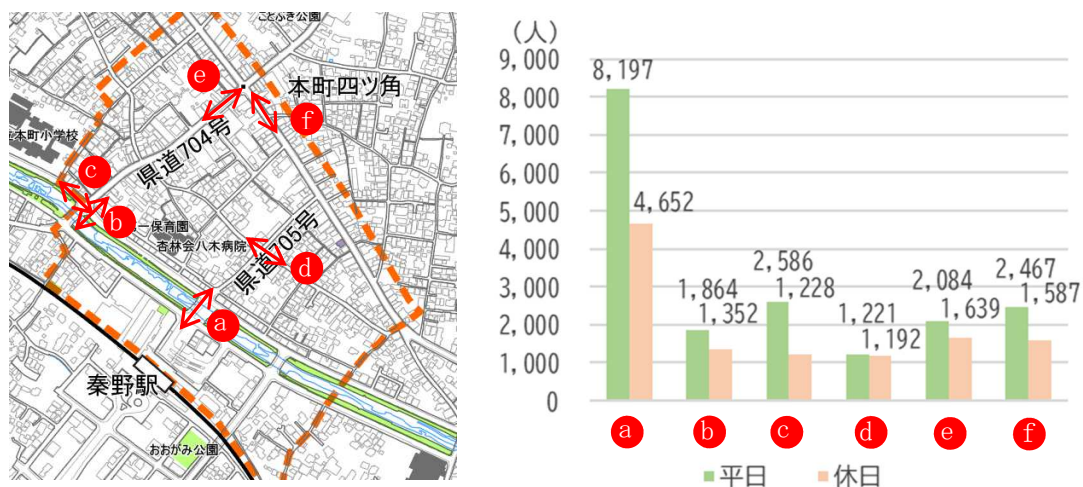 ことぶき公園
e
本町四ツ角
f
本町小学校
県道704号
c
b
一保育園
杏林会八木病院
県道705号
d
a
秦野駅
おおがみ公園
(人)
9,000
8,000
7,000
6,000
5,000
4,000
3,000
2,000
1,000
0
8,197
4,652
1,864
1,352
2,586
1,228
1,221
1,192
2,084
1,639
2,467
1,587
a b c d e f
平日 休日